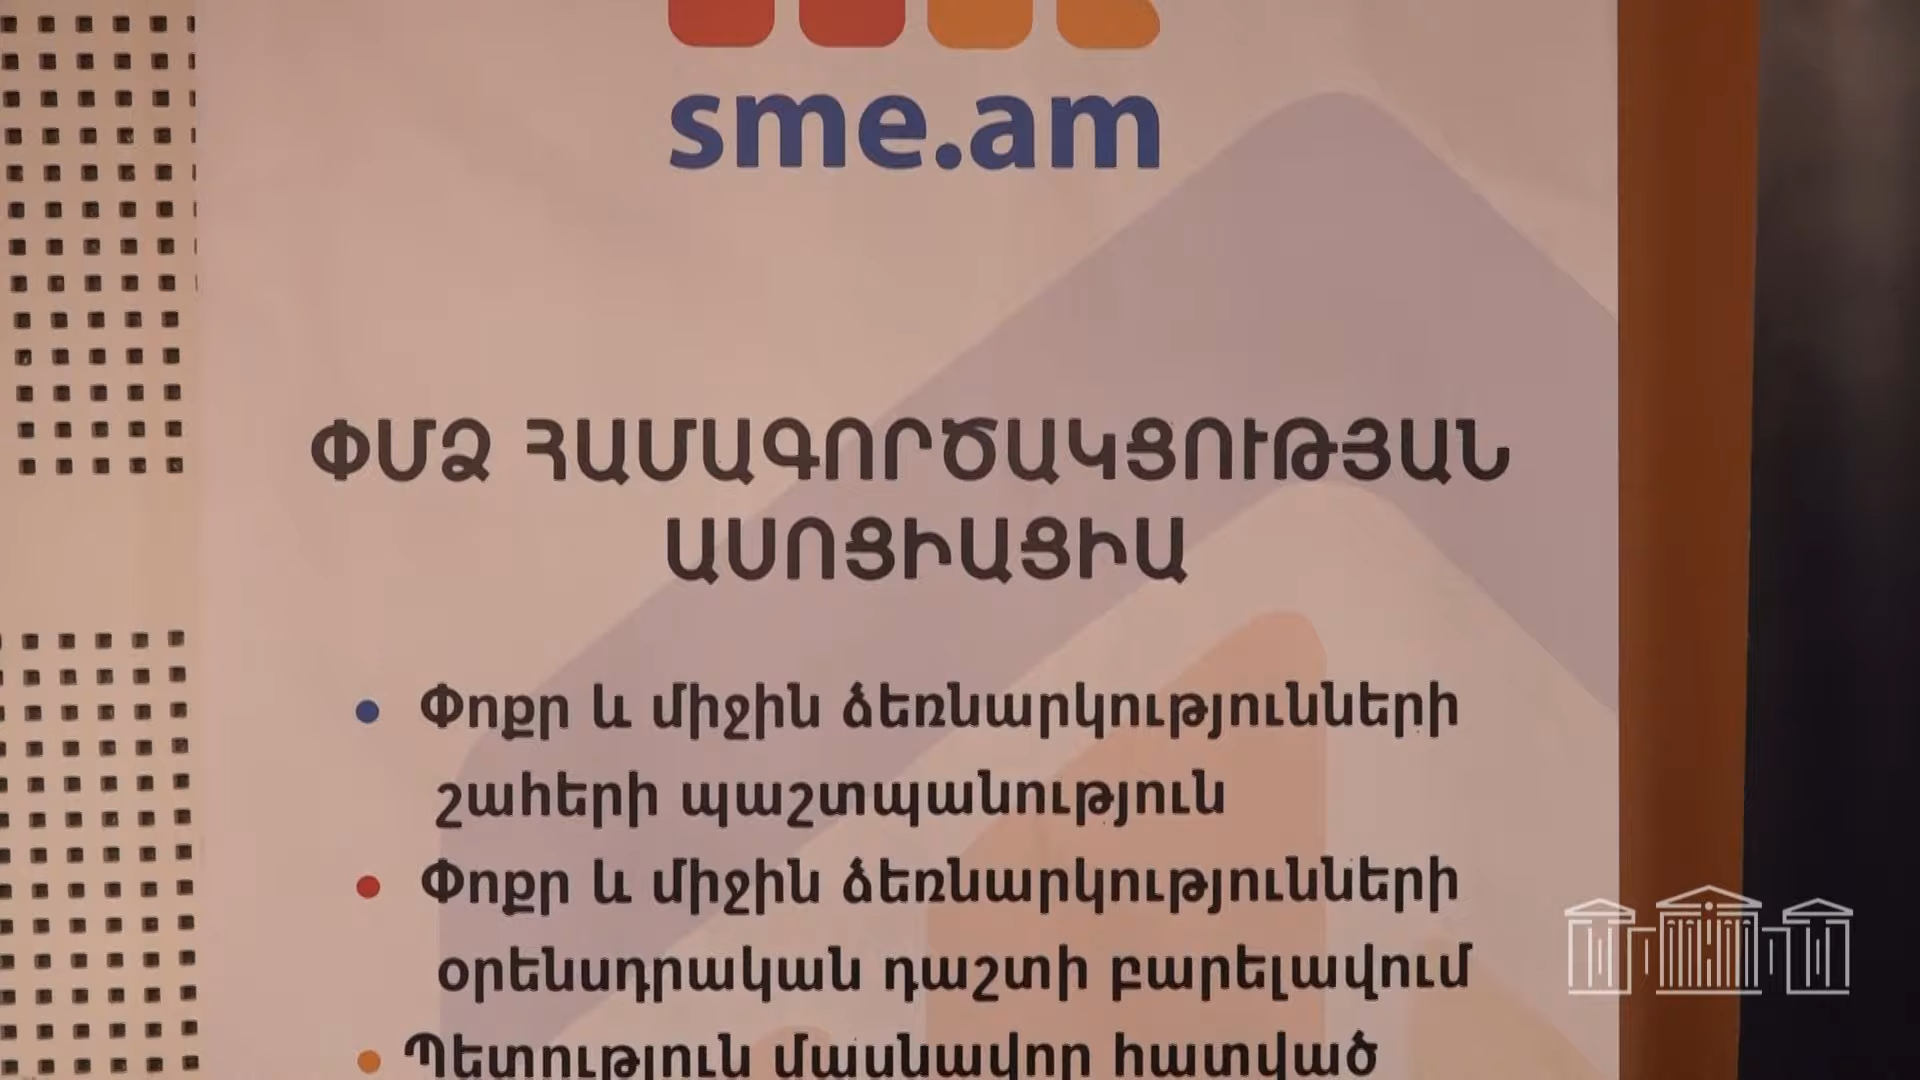 sme.am
ՓՄՁ ՀԱՄԱԳՈՐԾԱԿՑՈՒԹՅԱՆ
ԱՍՈՑԻԱՑԻԱ
• Փոքր և միջին ձեռնարկությունների
շահերի պաշտպանություն
• Փոքր և միջին ձեռնարկությունների
օրենսդրական դաշտի բարելավում
• Պետություն մասնավոր հատված